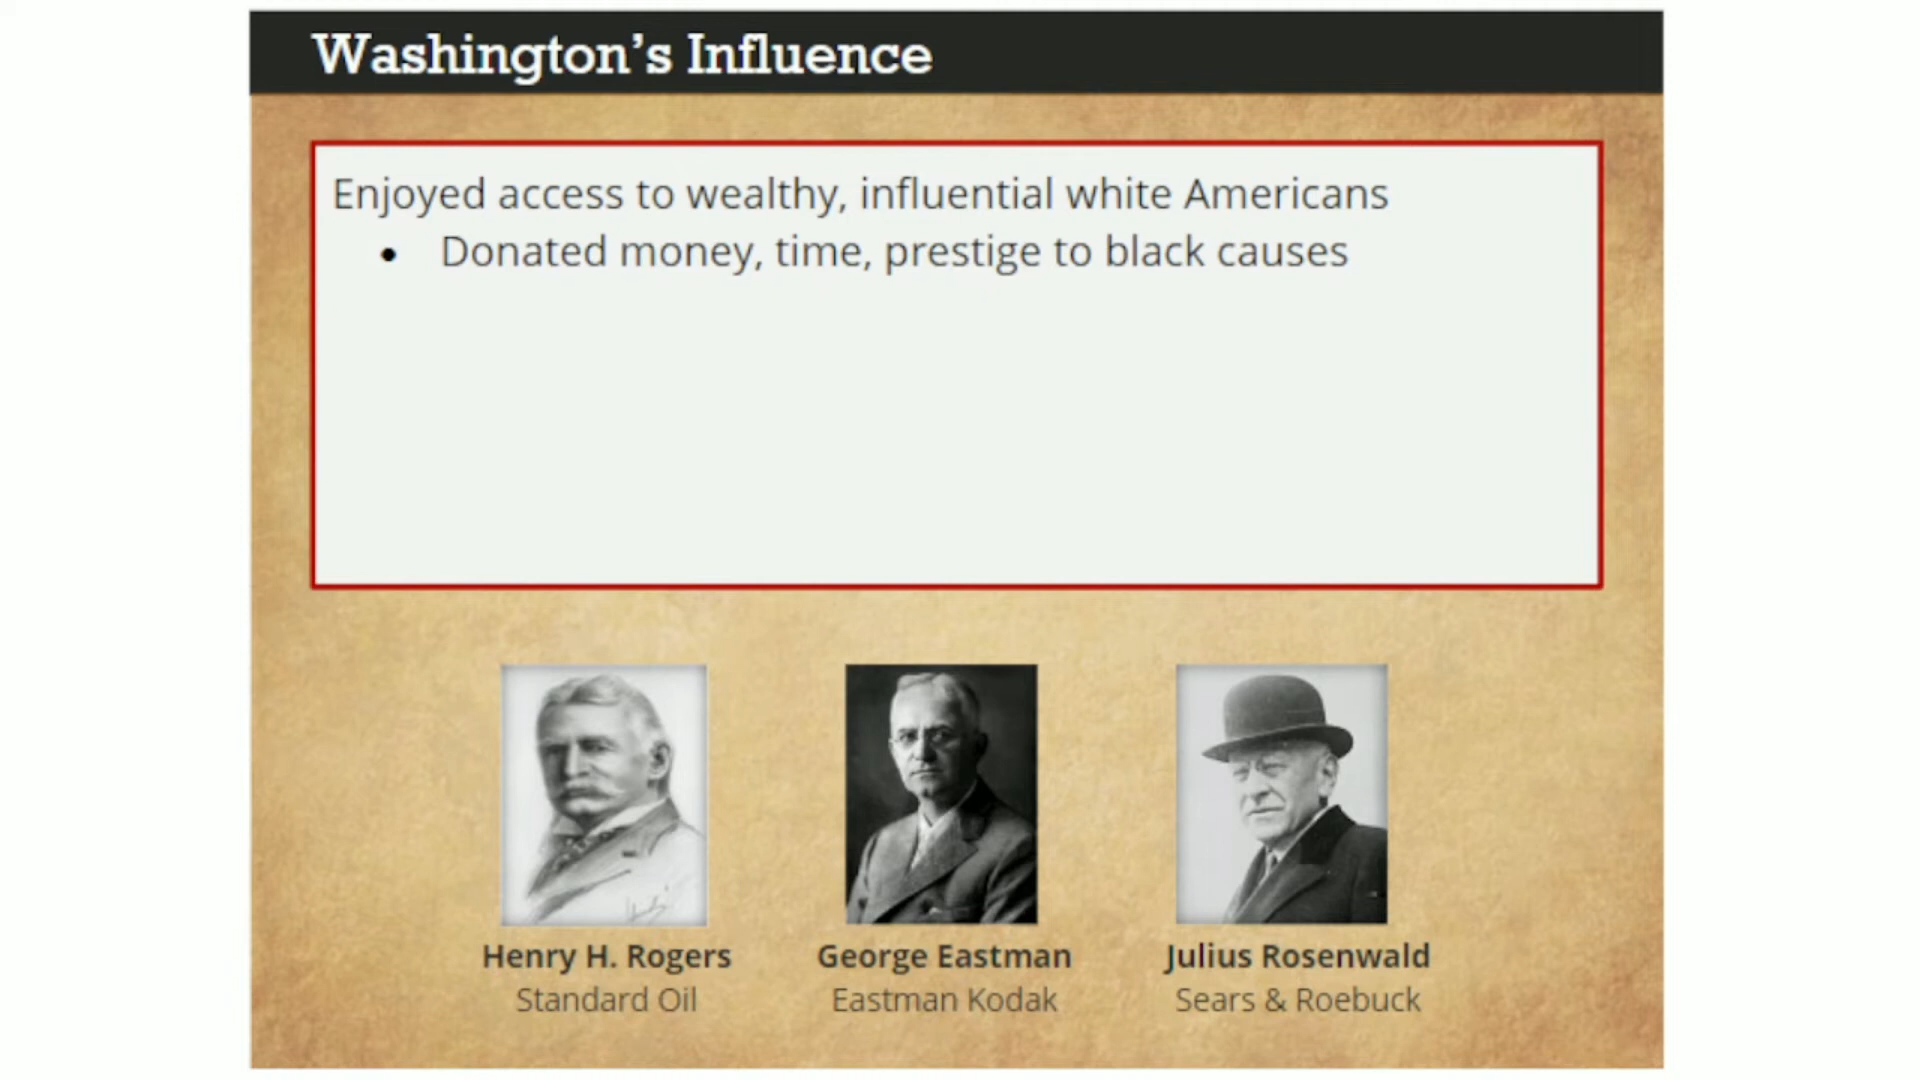 Washington’s Influence
Enjoyed access to wealthy, influential white Americans
• Donated money, time, prestige to black causes
Henry H. Rogers
Standard Oil
George Eastman
Eastman Kodak
Julius Rosenwald
Sears & Roebuck